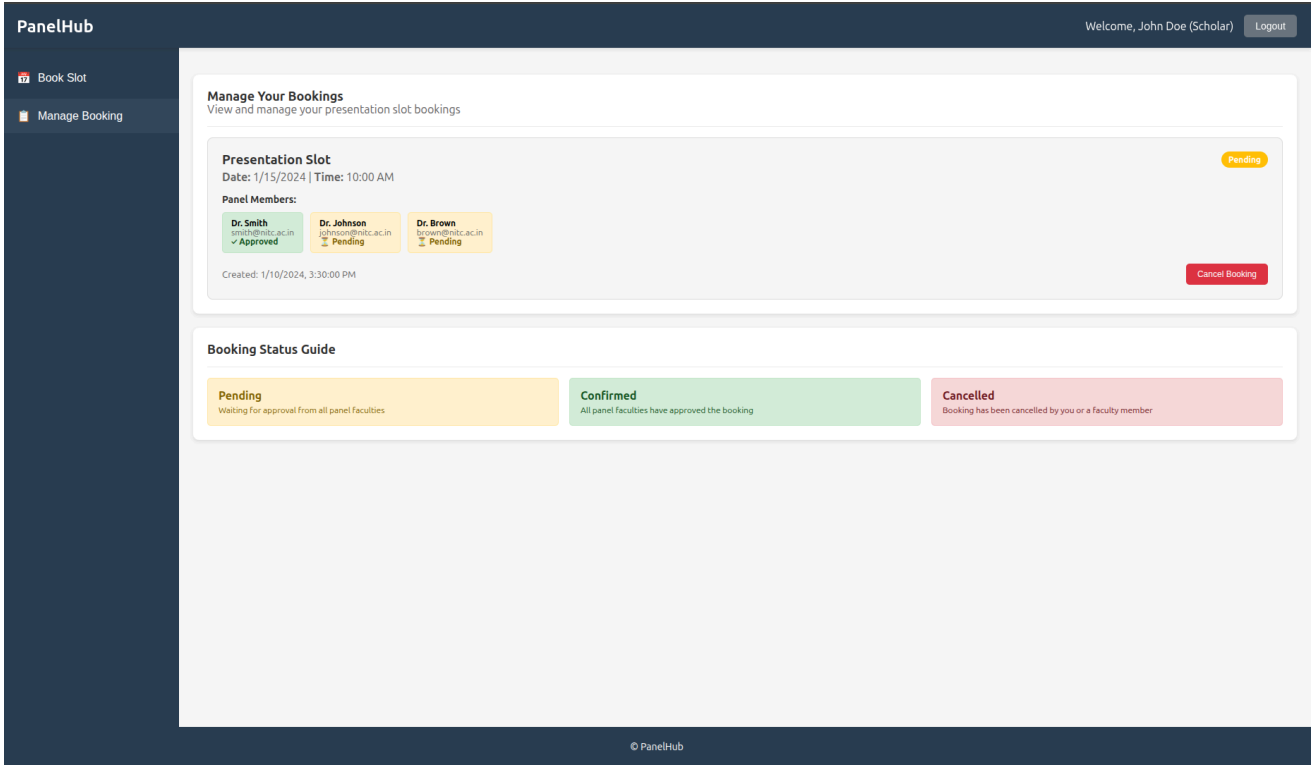 PanelHub
Welcome, John Doe (Scholar)
Logout
Book Slot
Manage Booking
Manage Your Bookings
View and manage your presentation slot bookings
Presentation Slot
Pending
Date: 1/15/2024 | Time: 10:00 AM
Panel Members:
Dr. Smith
smith@nitc.ac.in
✓ Approved
Dr. Johnson
johnson@nitc.ac.in
⏳ Pending
Dr. Brown
brown@nitc.ac.in
⏳ Pending
Created: 1/10/2024, 3:30:00 PM
Cancel Booking
Booking Status Guide
Pending
Waiting for approval from all panel faculties
Confirmed
All panel faculties have approved the booking
Cancelled
Booking has been cancelled by you or a faculty member
© PanelHub